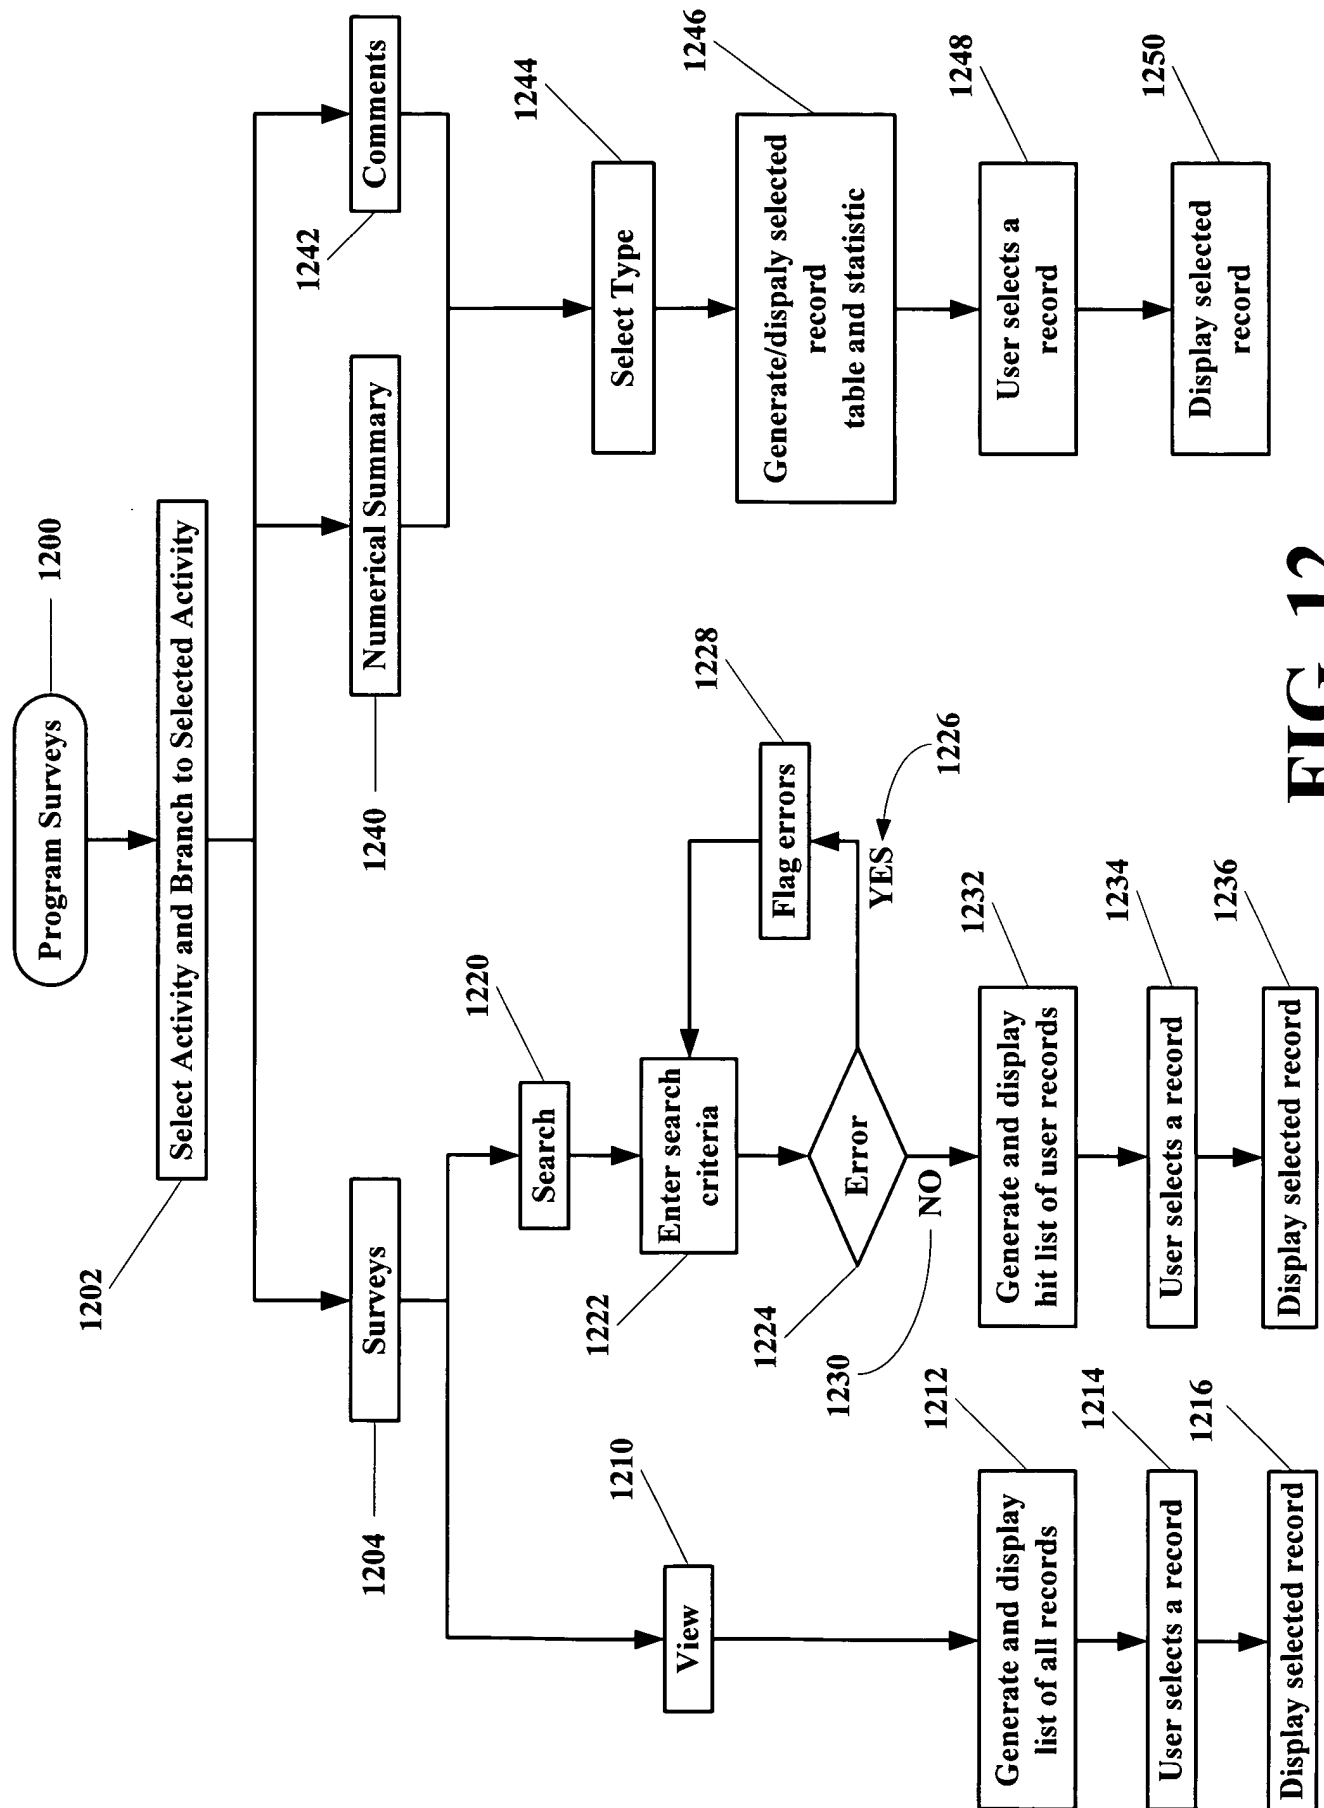 Program Surveys
1200
Select Activity and Branch to Selected Activity
1202
Surveys
1204
Numerical Summary
1240
Comments
1242
View
1210
Generate and display
list of all records
1212
User selects a record
1214
Display selected record
1216
Search
1220
Enter search
criteria
1222
Error
1224
YES
1226
Flag errors
1228
NO
1230
Generate and display
hit list of user records
1232
User selects a record
1234
Display selected record
1236
Select Type
1244
Generate/dispaly selected
record
table and statistic
1246
User selects a
record
1248
Display selected
record
1250
FIG. 12